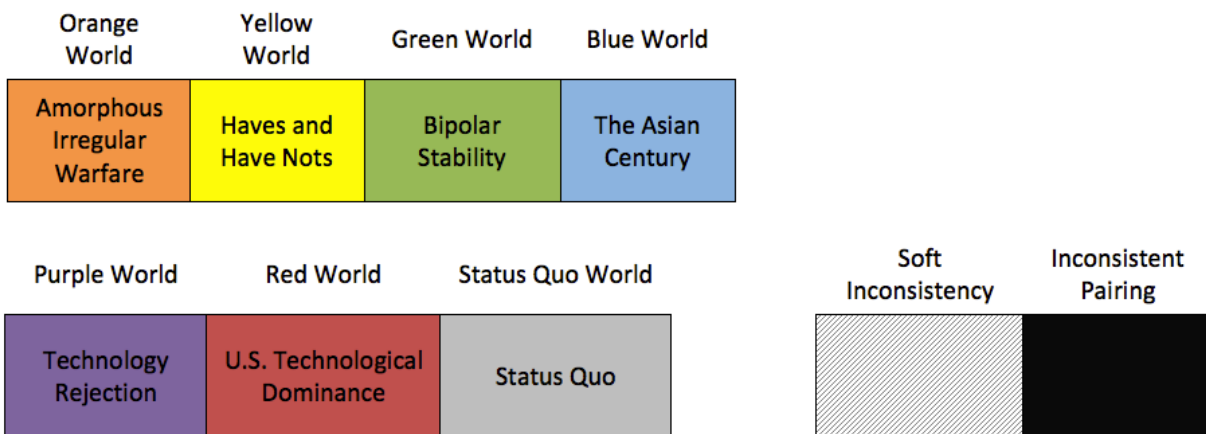 Orange
World
Yellow
World
Green World
Blue World
Amorphous
Irregular
Warfare
Haves and
Have Nots
Bipolar
Stability
The Asian
Century
Purple World
Red World
Status Quo World
Soft
Inconsistency
Inconsistent
Pairing
Technology
Rejection
U.S. Technological
Dominance
Status Quo